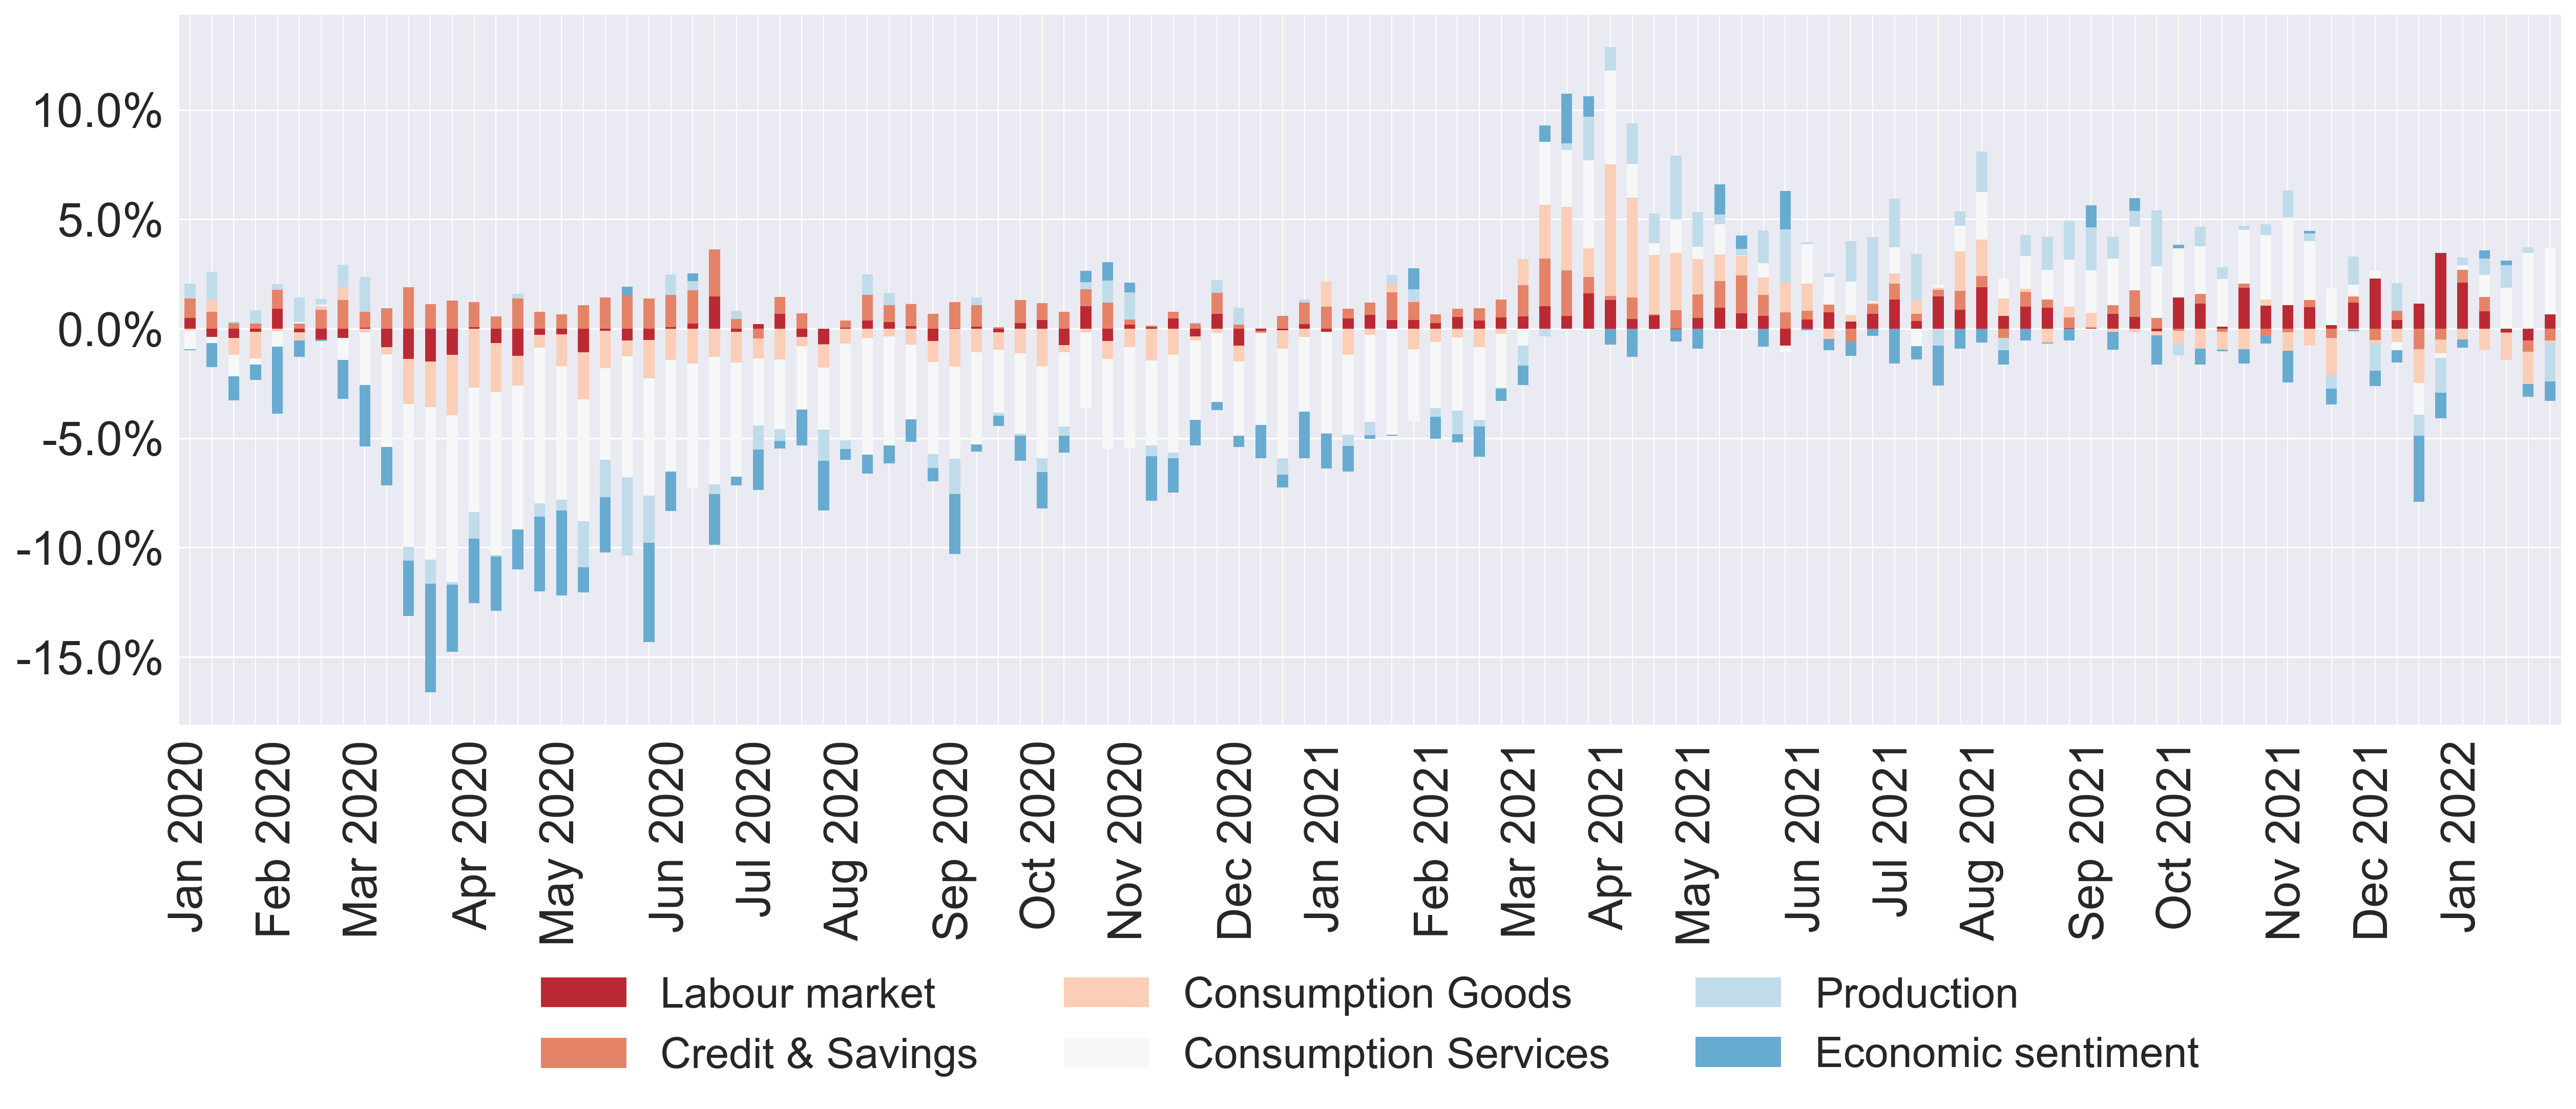 10.0%
5.0%
0.0%
-5.0%
-10.0%
-15.0%
Jan 2020
Feb 2020
Mar 2020
Apr 2020
May 2020
Jun 2020
Jul 2020
Aug 2020
Sep 2020
Oct 2020
Nov 2020
Dec 2020
Jan 2021
Feb 2021
Mar 2021
Apr 2021
May 2021
Jun 2021
Jul 2021
Aug 2021
Sep 2021
Oct 2021
Nov 2021
Dec 2021
Jan 2022
Labour market
Consumption Goods
Production
Credit & Savings
Consumption Services
Economic sentiment